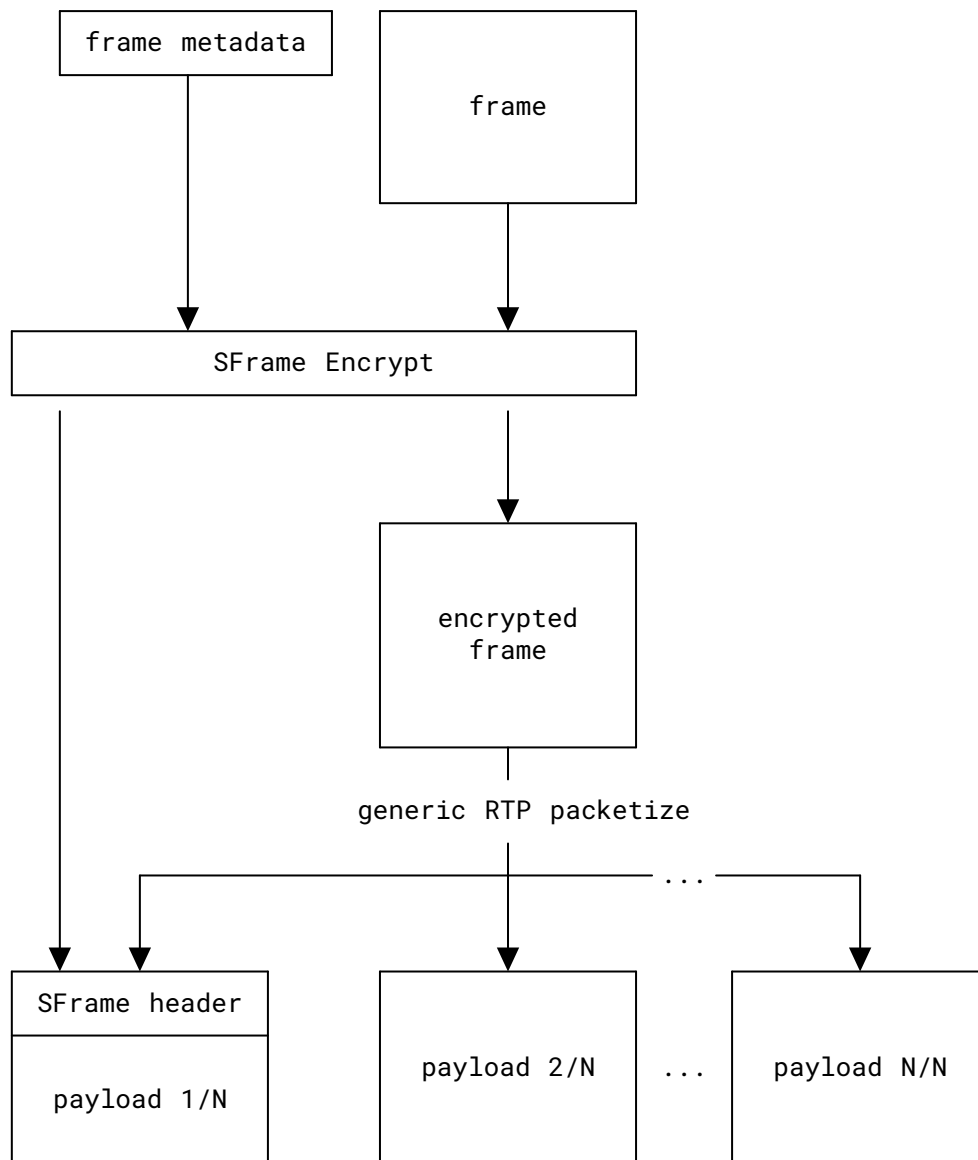 frame metadata
frame
SFrame Encrypt
encrypted
frame
generic RTP packetize
...
SFrame header
payload 1/N
payload 2/N
...
payload N/N